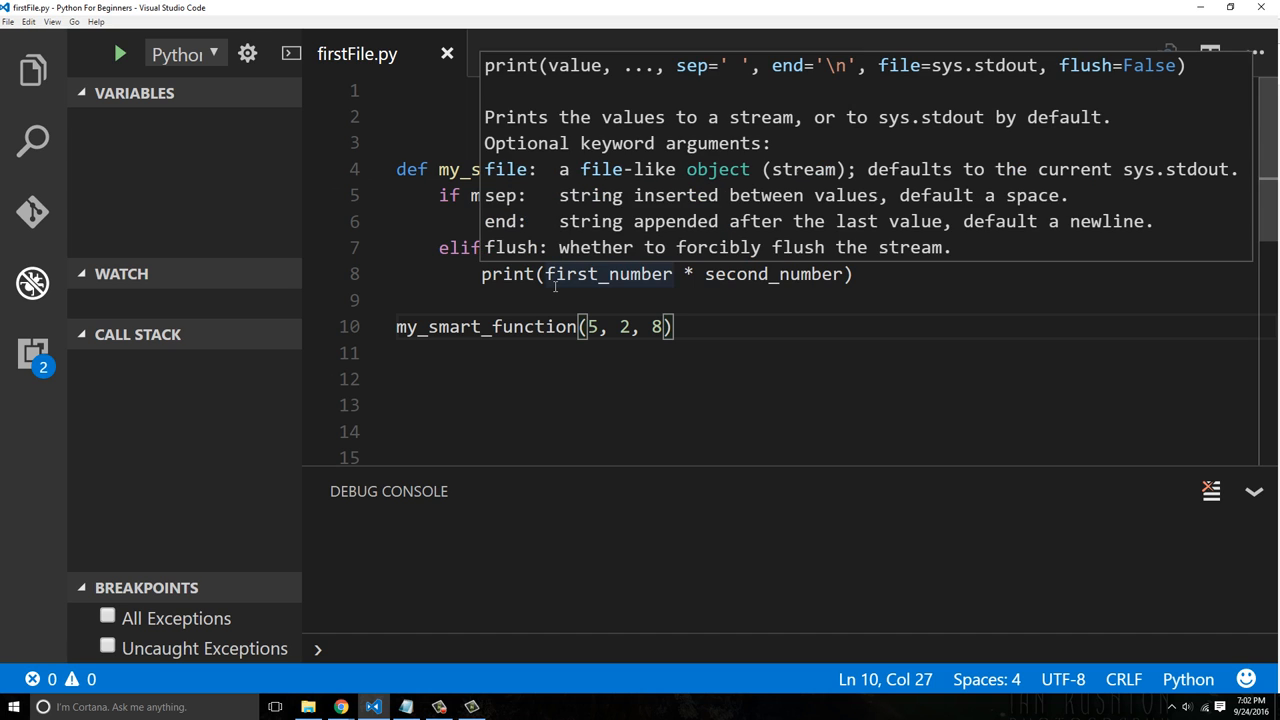 firstFile.py - Python For Beginners - Visual Studio Code
File Edit View Go Help
Python
firstFile.py
VARIABLES
WATCH
CALL STACK
BREAKPOINTS
All Exceptions
Uncaught Exceptions
print(value, ..., sep=' ', end='\n', file=sys.stdout, flush=False)
Prints the values to a stream, or to sys.stdout by default.
Optional keyword arguments:
file: a file-like object (stream); defaults to the current sys.stdout.
sep: string inserted between values, default a space.
end: string appended after the last value, default a newline.
flush: whether to forcibly flush the stream.
1
2
3
4 def my_s
5 if m
6
7 elif
8 print(first_number * second_number)
9
10 my_smart_function(5, 2, 8)
11
12
13
14
15
DEBUG CONSOLE
2
0 0
Ln 10, Col 27 Spaces: 4 UTF-8 CRLF Python
I'm Cortana. Ask me anything.
7:02 PM
9/24/2016